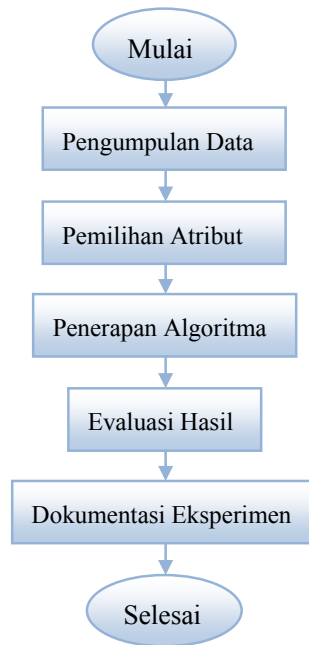 Mulai
Pengumpulan Data
Pemilihan Atribut
Penerapan Algoritma
Evaluasi Hasil
Dokumentasi Eksperimen
Selesai